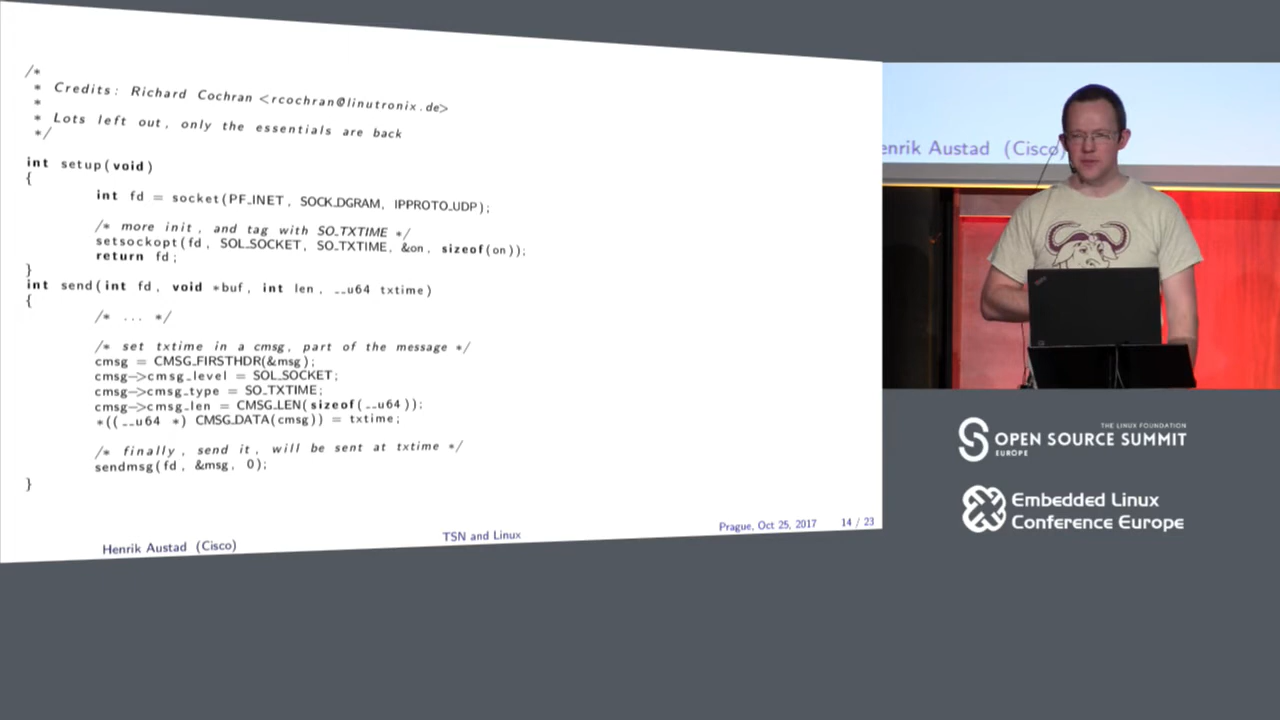 /*
* Credits: Richard Cochran <rcochran@linutronix.de>
*
* Lots left out, only the essentials are back
*/
int setup(void)
{
int fd = socket(PF_INET, SOCK_DGRAM, IPPROTO_UDP);
/* more init, and tag with SO_TXTIME */
setsockopt(fd, SOL_SOCKET, SO_TXTIME, &on, sizeof(on));
return fd;
}
int send(int fd, void *buf, int len, __u64 txtime)
{
/* ... */
/* set txtime in a cmsg, part of the message */
cmsg = CMSG_FIRSTHDR(&msg);
cmsg->cmsg_level = SOL_SOCKET;
cmsg->cmsg_type = SO_TXTIME;
cmsg->cmsg_len = CMSG_LEN(sizeof(__u64));
*((__u64 *) CMSG_DATA(cmsg)) = txtime;
/* finally, send it, will be sent at txtime */
sendmsg(fd, &msg, 0);
}
Henrik Austad (Cisco)
TSN and Linux
Prague, Oct 25, 2017 14 / 23
enrik Austad (Cisco)
THE LINUX FOUNDATION
OPEN SOURCE SUMMIT
EUROPE
Embedded Linux
Conference Europe